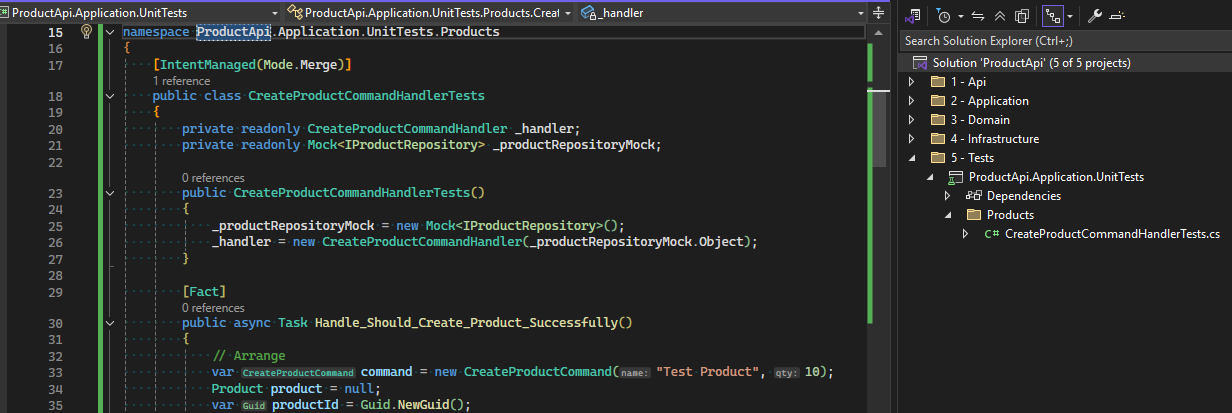 ProductApi.Application.UnitTests
ProductApi.Application.UnitTests.Products.Creat
_handler
15 namespace ProductApi.Application.UnitTests.Products
16 {
17 [IntentManaged(Mode.Merge)]
1 reference
18 public class CreateProductCommandHandlerTests
19 {
20 private readonly CreateProductCommandHandler _handler;
21 private readonly Mock<IProductRepository> _productRepositoryMock;
22
0 references
23 public CreateProductCommandHandlerTests()
24 {
25 _productRepositoryMock = new Mock<IProductRepository>();
26 _handler = new CreateProductCommandHandler(_productRepositoryMock.Object);
27 }
28
29 [Fact]
0 references
30 public async Task Handle_Should_Create_Product_Successfully()
31 {
32 // Arrange
33 var CreateProductCommand command = new CreateProductCommand(name: "Test Product", qty: 10);
34 Product product = null;
35 var Guid productId = Guid.NewGuid();
Search Solution Explorer (Ctrl+;)
Solution 'ProductApi' (5 of 5 projects)
1 - Api
2 - Application
3 - Domain
4 - Infrastructure
5 - Tests
ProductApi.Application.UnitTests
Dependencies
Products
C# CreateProductCommandHandlerTests.cs